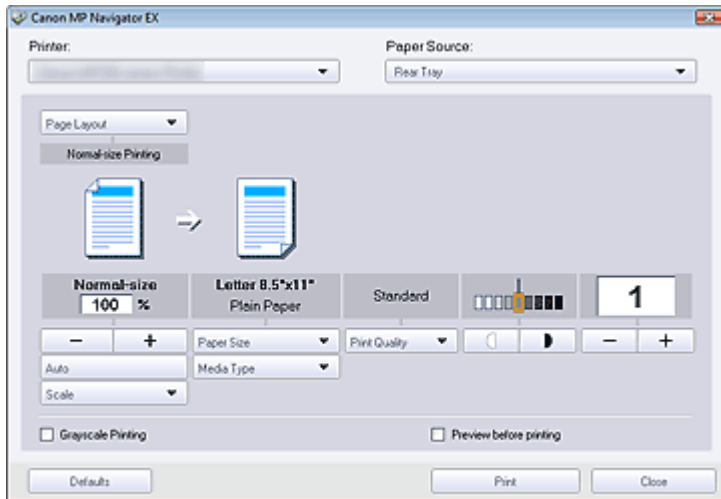 Canon MP Navigator EX
Printer:
Paper Source:
Rear Tray
Page Layout
Normal-size Printing
Normal-size
100 %
Letter 8.5"x11"
Plain Paper
Standard
1
− +
Paper Size
Print Quality
− +
Auto
Media Type
Scale
Grayscale Printing
Preview before printing
Defaults
Print
Close